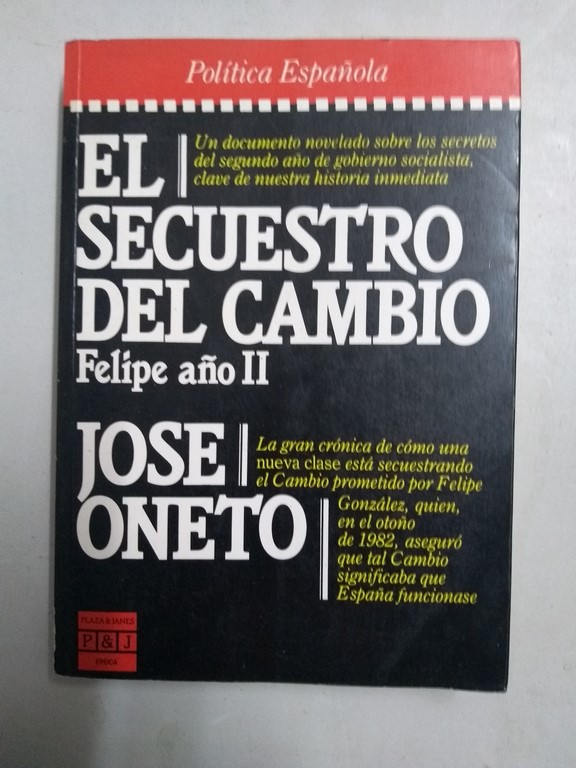 Política Española
EL
Un documento novelado sobre los secretos
del segundo año de gobierno socialista,
clave de nuestra historia inmediata
SECUESTRO
DEL CAMBIO
Felipe año II
JOSE
ONETO
La gran crónica de cómo una
nueva clase está secuestrando
el Cambio prometido por Felipe
González, quien,
en el otoño
de 1982, aseguró
que tal Cambio
significaba que
España funcionase
PLAZA & JANES
P & J
EPOCA